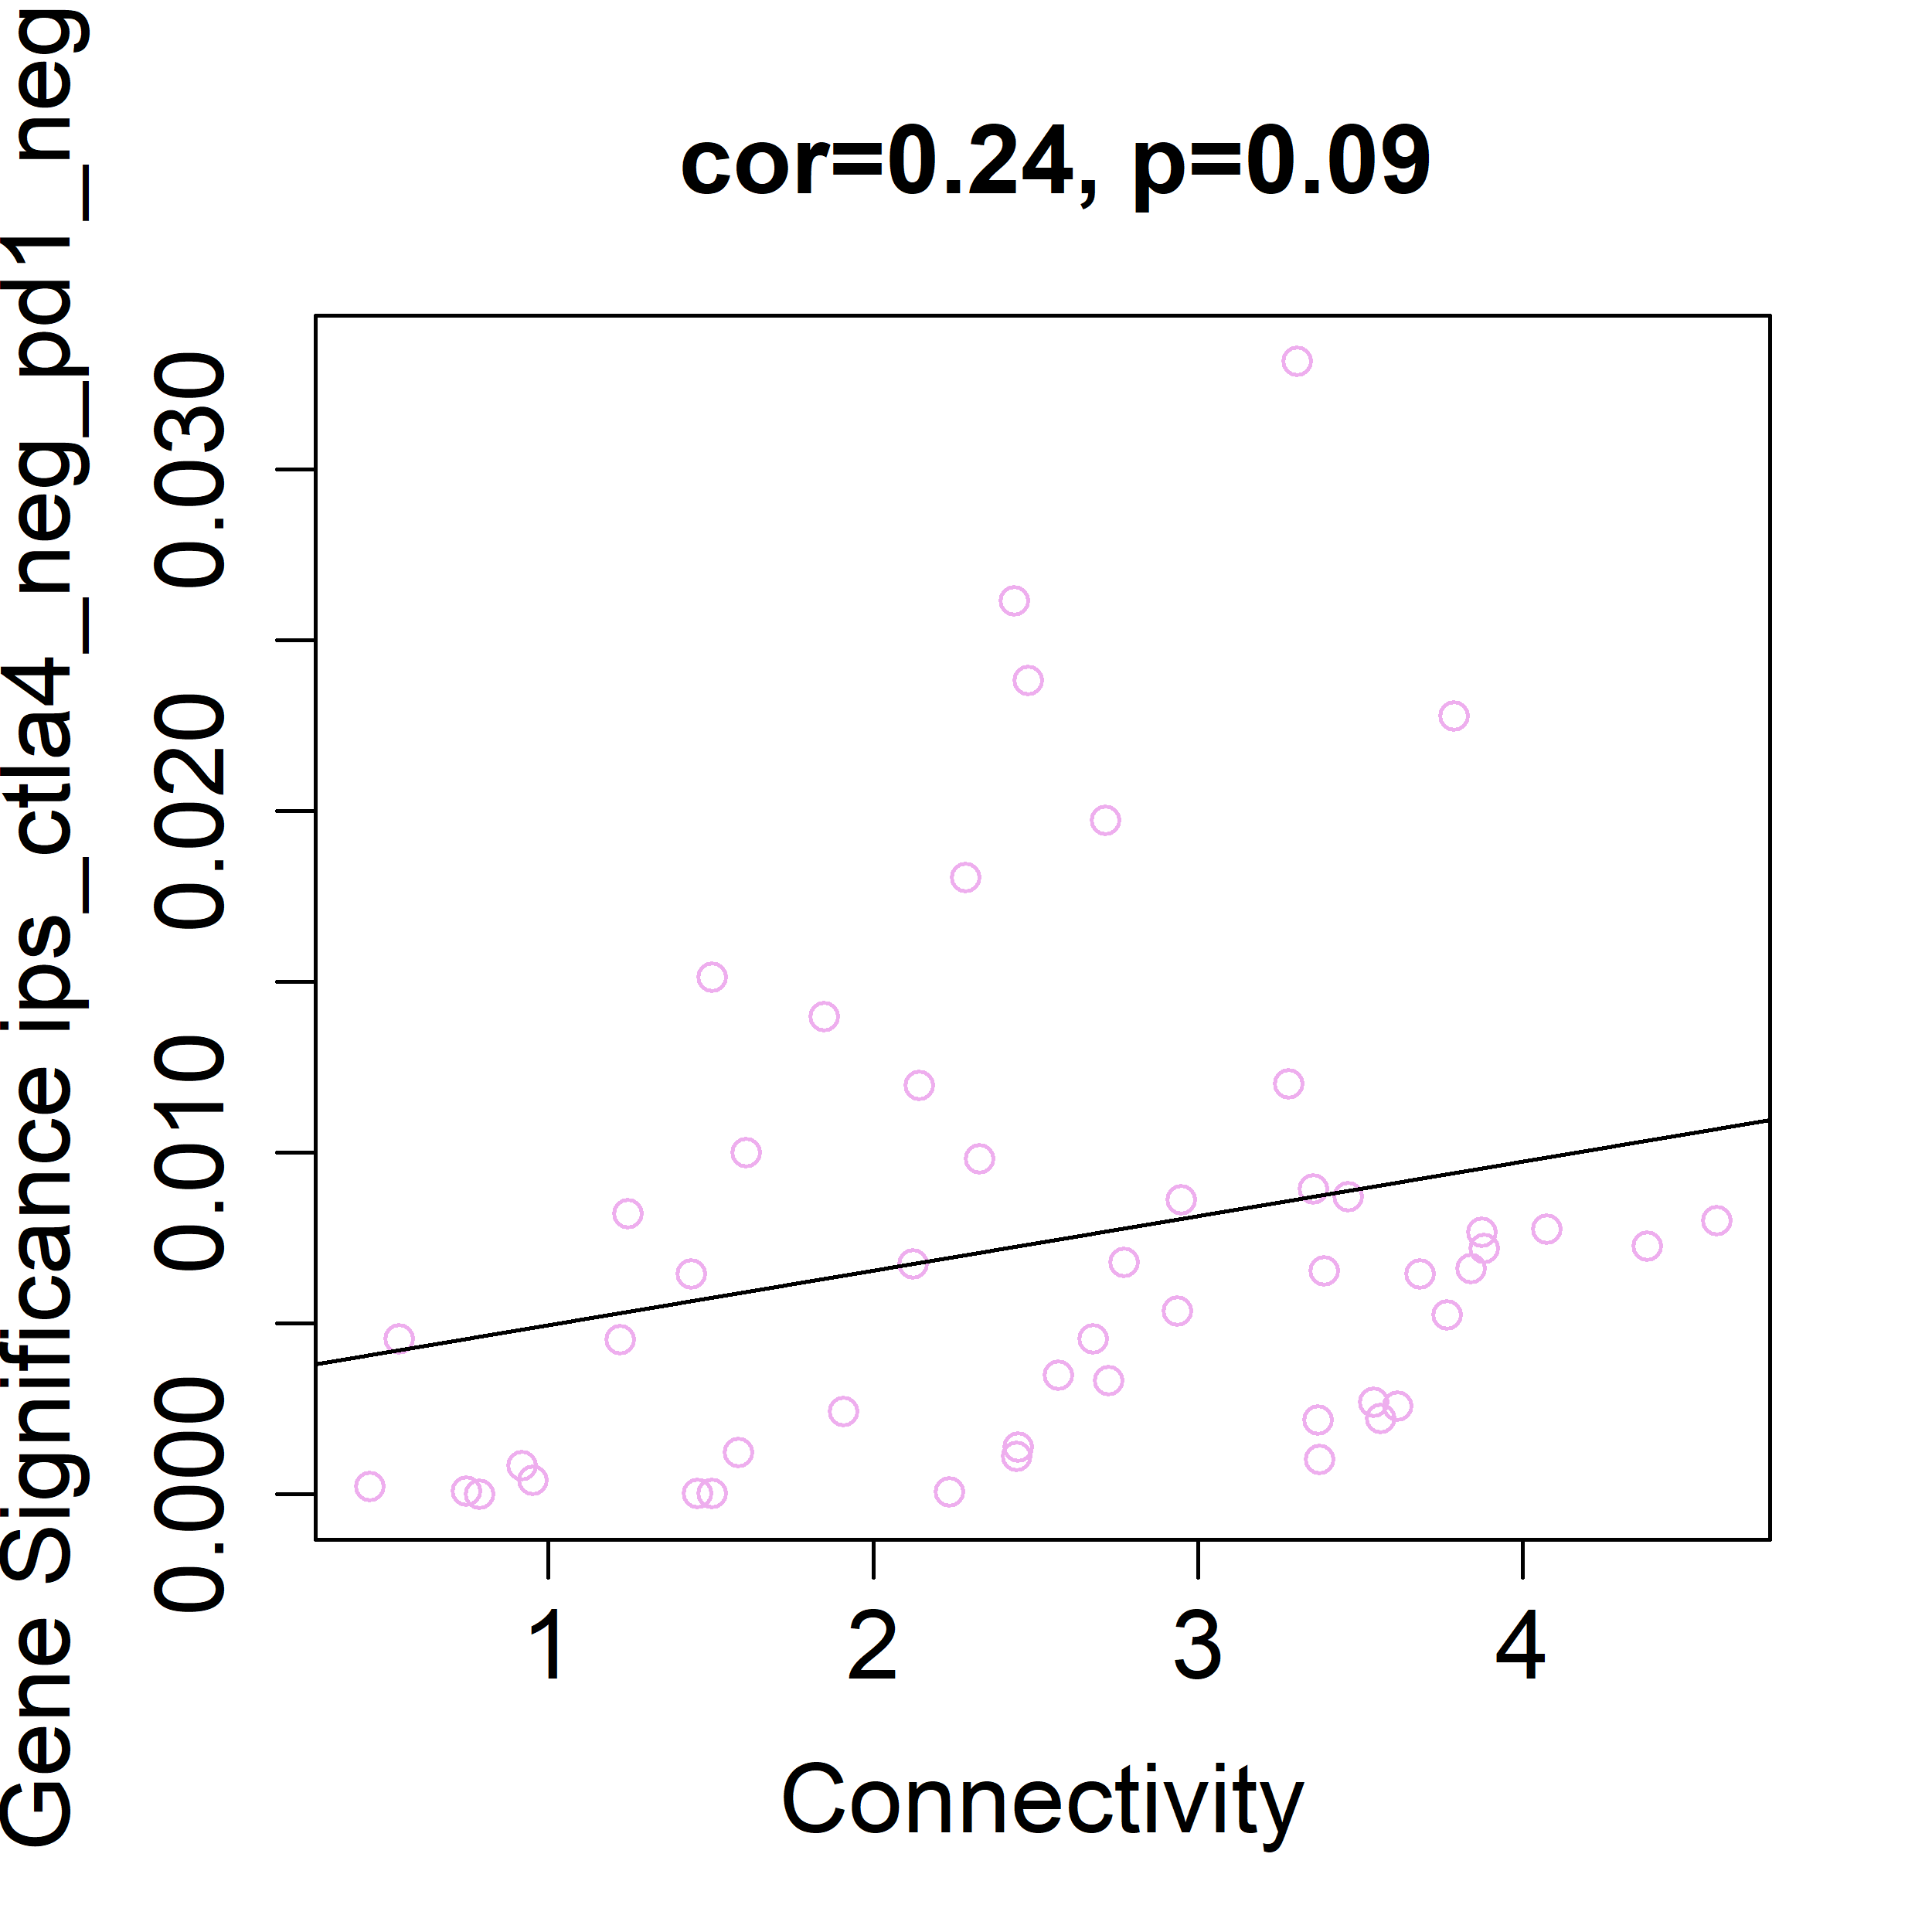 cor=0.24, p=0.09
Gene Significance ips_ctla4_neg_pd1_neg
0.030
0.020
0.010
0.000
1 2 3 4
Connectivity